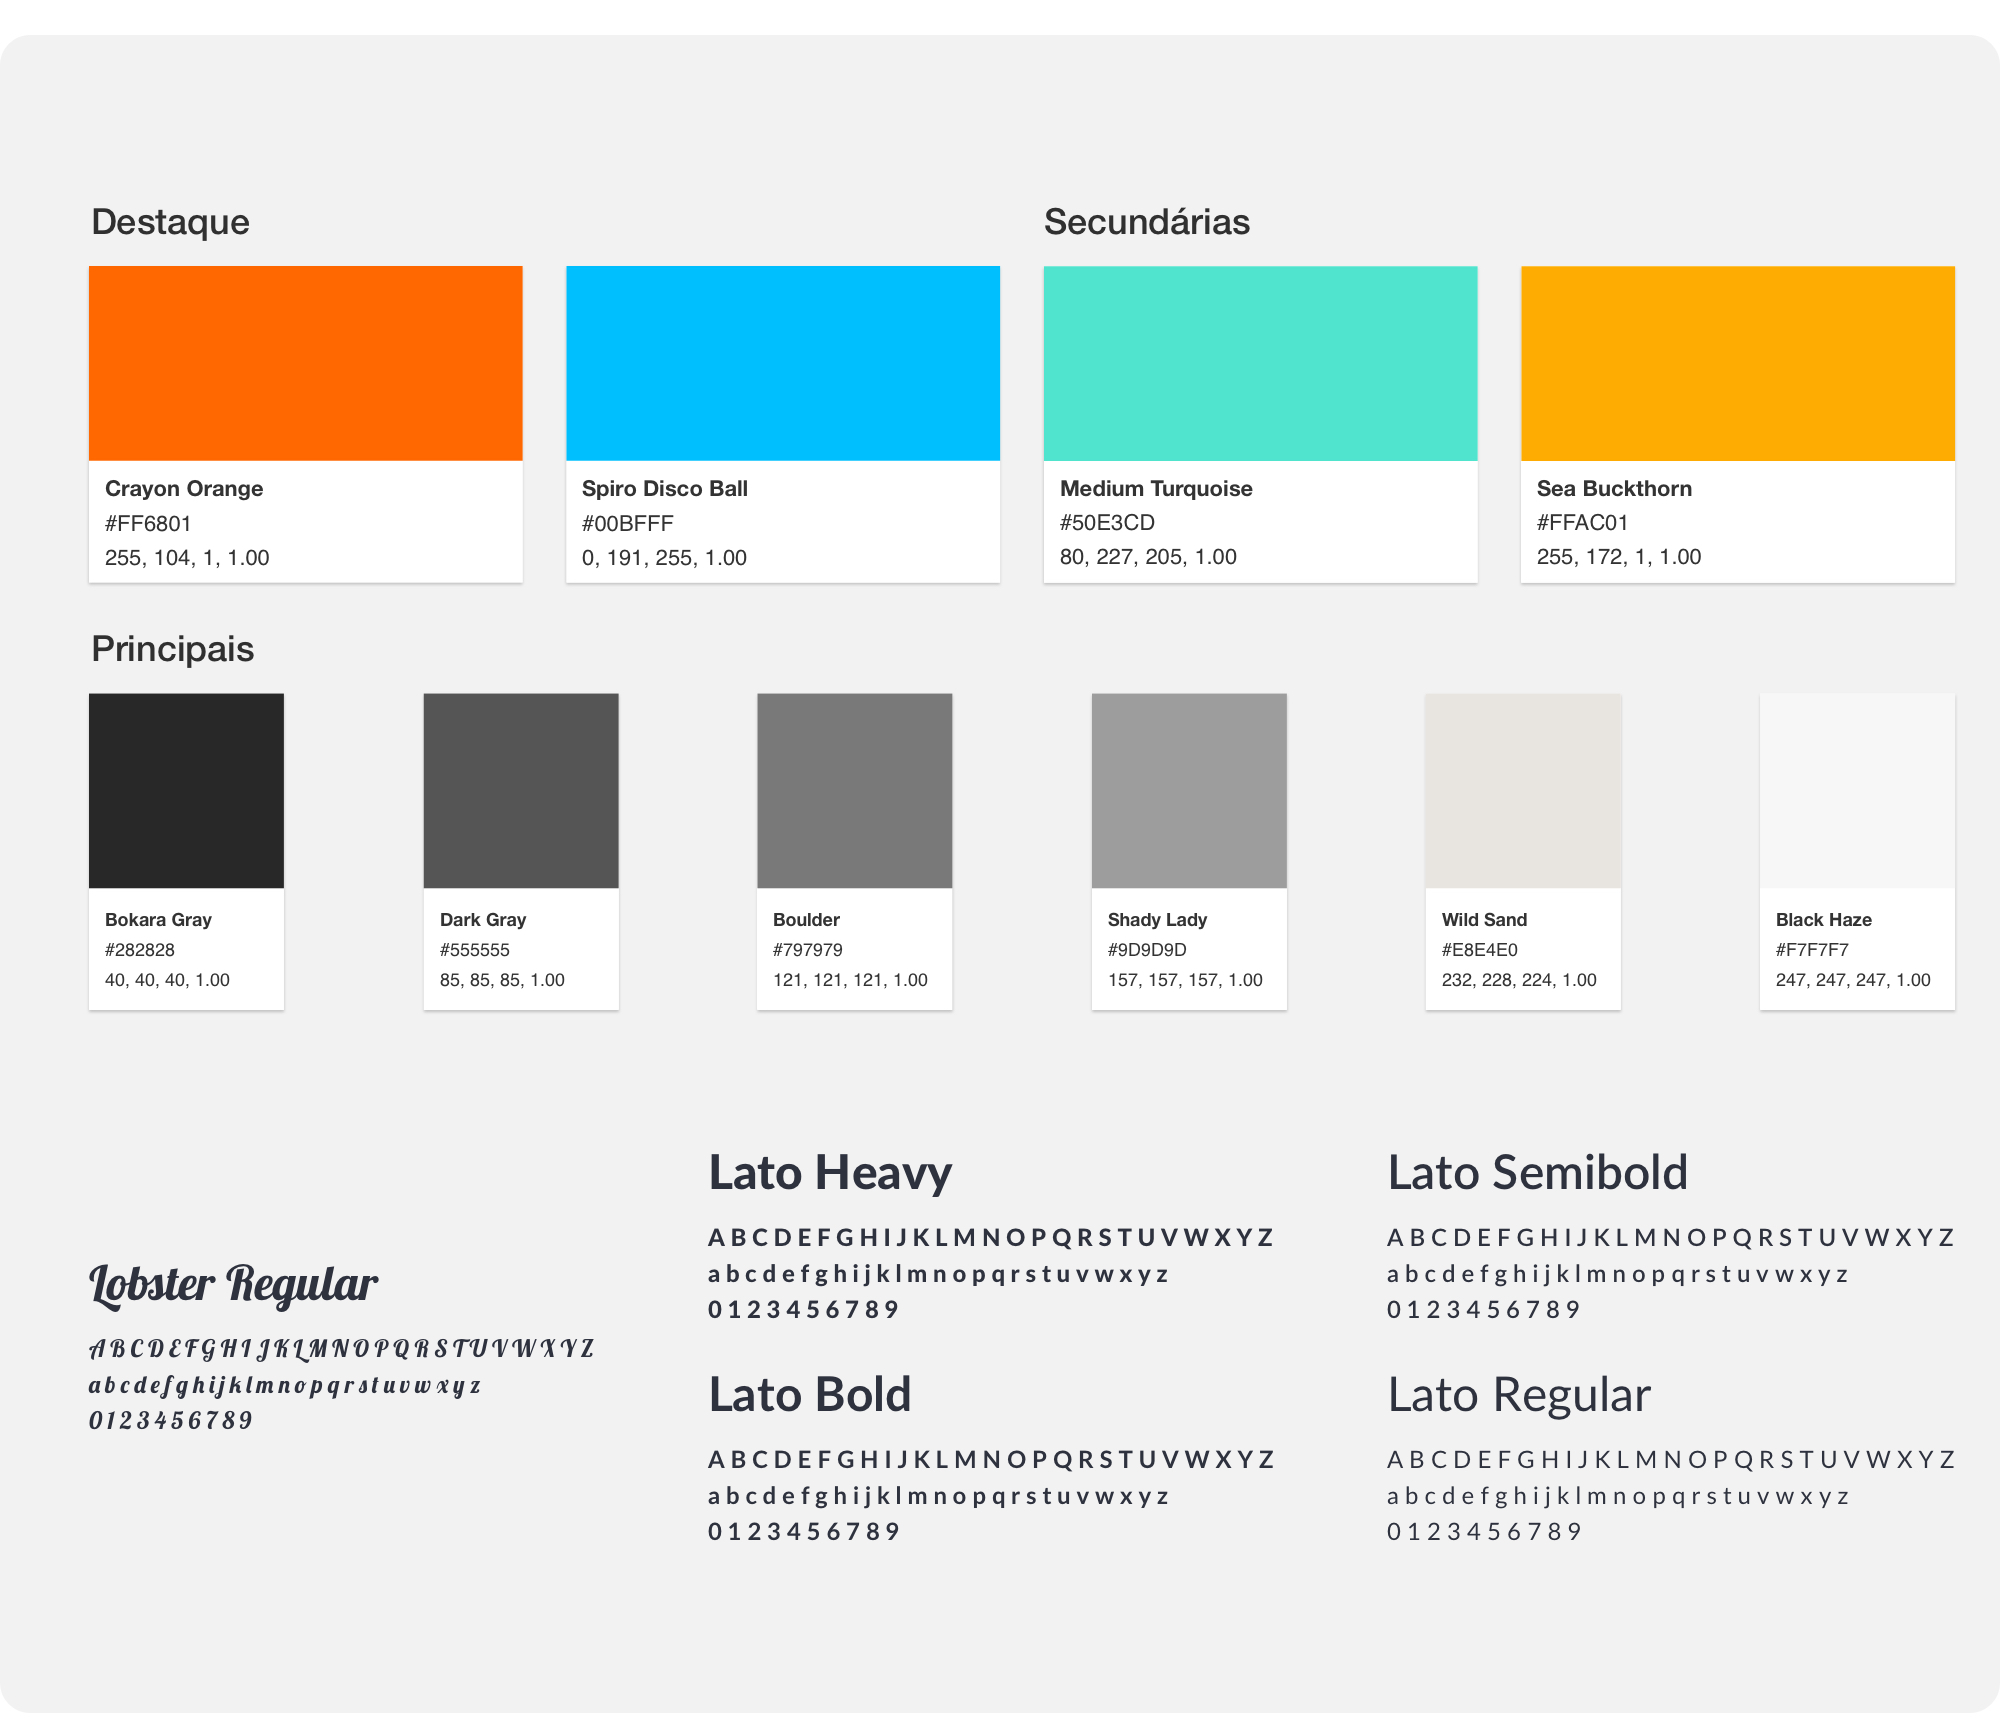 Destaque
Secundárias
Crayon Orange
#FF6801
255, 104, 1, 1.00
Spiro Disco Ball
#00BFFF
0, 191, 255, 1.00
Medium Turquoise
#50E3CD
80, 227, 205, 1.00
Sea Buckthorn
#FFAC01
255, 172, 1, 1.00
Principais
Bokara Gray
#282828
40, 40, 40, 1.00
Dark Gray
#555555
85, 85, 85, 1.00
Boulder
#797979
121, 121, 121, 1.00
Shady Lady
#9D9D9D
157, 157, 157, 1.00
Wild Sand
#E8E4E0
232, 228, 224, 1.00
Black Haze
#F7F7F7
247, 247, 247, 1.00
Lobster Regular
A B C D E F G H I J K L M N O P Q R S T U V W X Y Z
a b c d e f g h i j k l m n o p q r s t u v w x y z
0 1 2 3 4 5 6 7 8 9
Lato Heavy
A B C D E F G H I J K L M N O P Q R S T U V W X Y Z
a b c d e f g h i j k l m n o p q r s t u v w x y z
0 1 2 3 4 5 6 7 8 9
Lato Bold
A B C D E F G H I J K L M N O P Q R S T U V W X Y Z
a b c d e f g h i j k l m n o p q r s t u v w x y z
0 1 2 3 4 5 6 7 8 9
Lato Semibold
A B C D E F G H I J K L M N O P Q R S T U V W X Y Z
a b c d e f g h i j k l m n o p q r s t u v w x y z
0 1 2 3 4 5 6 7 8 9
Lato Regular
A B C D E F G H I J K L M N O P Q R S T U V W X Y Z
a b c d e f g h i j k l m n o p q r s t u v w x y z
0 1 2 3 4 5 6 7 8 9